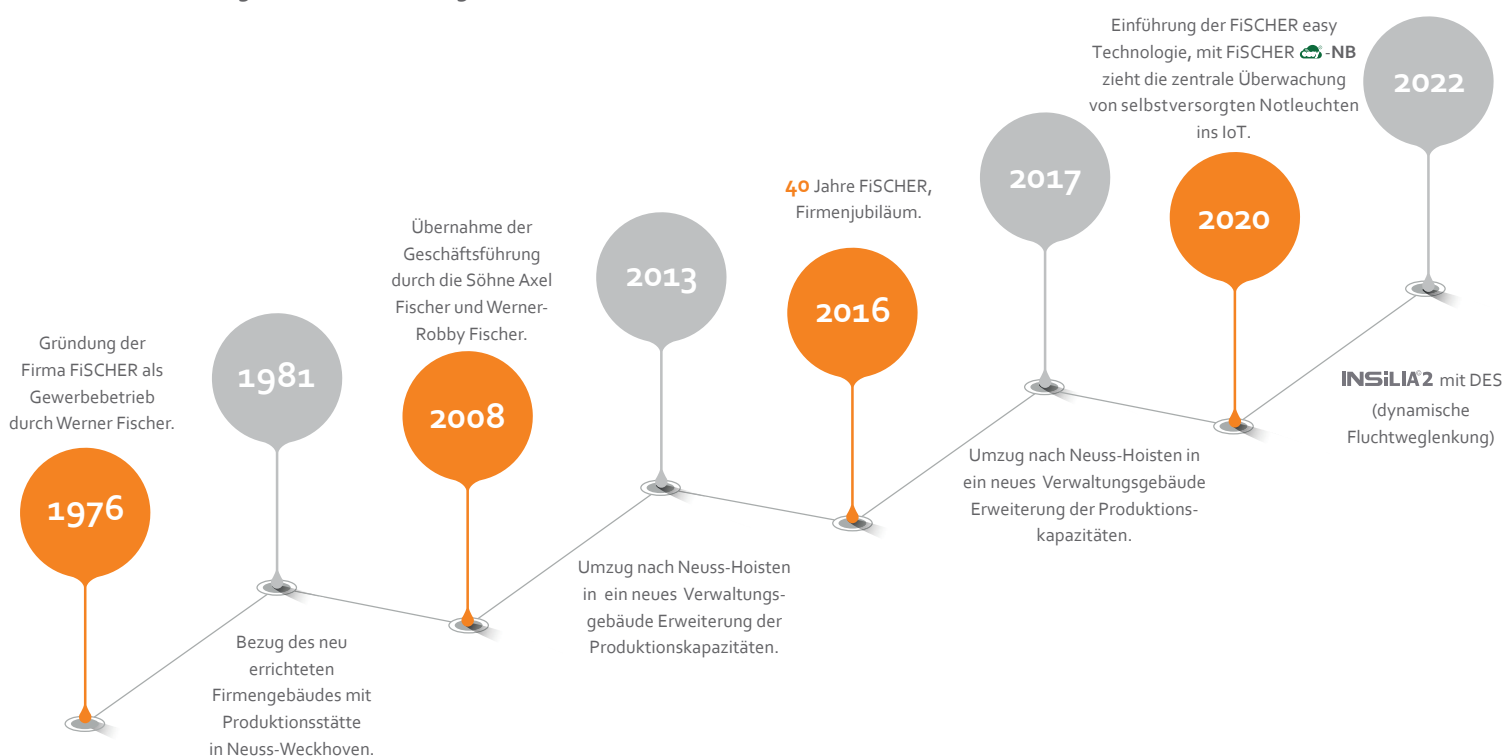 Gründung der
Firma FiSCHER als
Gewerbebetrieb
durch Werner Fischer.
1976
1981
Bezug des neu
errichteten
Firmengebäudes mit
Produktionsstätte
in Neuss-Weckhoven.
Übernahme der
Geschäftsführung
durch die Söhne Axel
Fischer und Werner-
Robby Fischer.
2008
2013
Umzug nach Neuss-Hoisten
in ein neues Verwaltungs-
gebäude Erweiterung der
Produktionskapazitäten.
40 Jahre FiSCHER,
Firmenjubiläum.
2016
2017
Umzug nach Neuss-Hoisten in
ein neues Verwaltungsgebäude
Erweiterung der Produktions-
kapazitäten.
Einführung der FiSCHER easy
Technologie, mit FiSCHER -NB
zieht die zentrale Überwachung
von selbstversorgten Notleuchten
ins IoT.
2020
2022
INSiLIA©2 mit DES
(dynamische
Fluchtweglenkung)